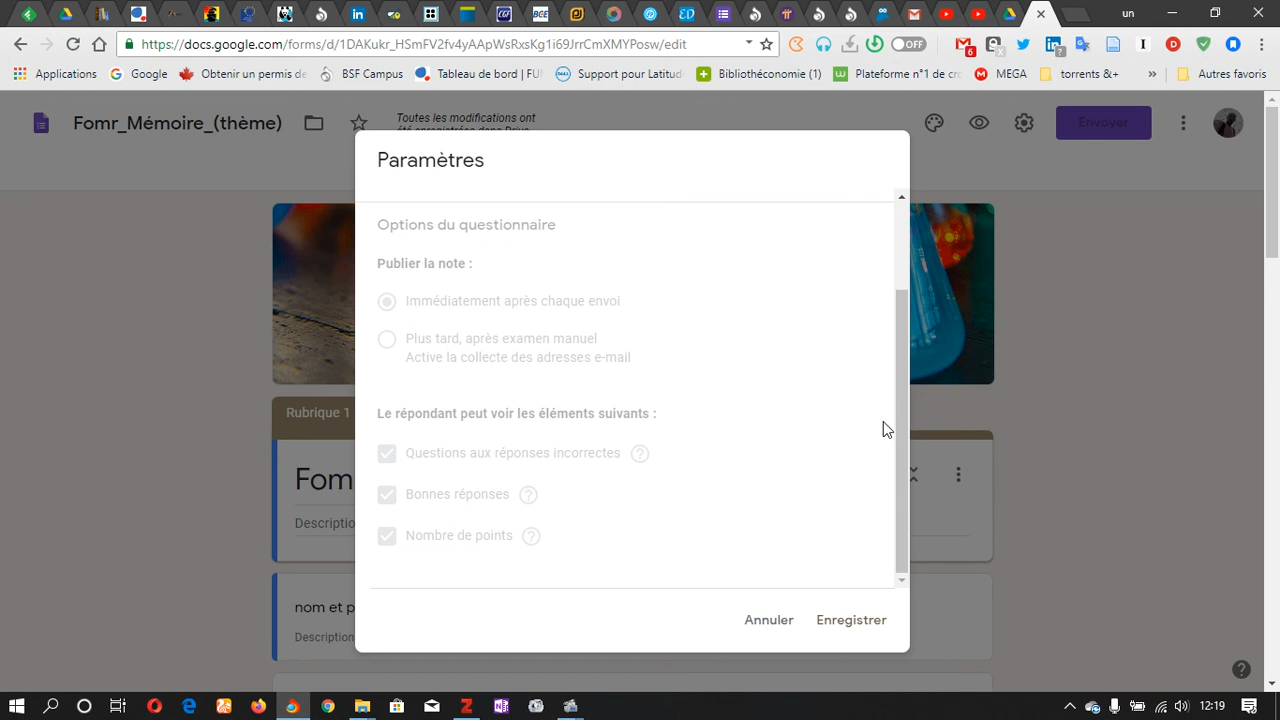 un
https://docs.google.com/forms/d/1DAKukr_HSmFV2fv4yAApWsRxsKg1i69JrrCmXMYPosw/edit
OFF
6
Applications
Google
Obtenir un permis de
BSF Campus
Tableau de bord | FU
Support pour Latitud
Bibliothéconomie (1)
Plateforme n°1 de cr
MEGA
torrents &+
Autres favoris
Fomr_Mémoire_(thème)
Toutes les modifications ont
Envoyer
Paramètres
Options du questionnaire
Publier la note :
Immédiatement après chaque envoi
Plus tard, après examen manuel
Active la collecte des adresses e-mail
Rubrique 1
Le répondant peut voir les éléments suivants :
Questions aux réponses incorrectes
Fom
Bonnes réponses
Descriptio
Nombre de points
nom et p
Description
Annuler
Enregistrer
12:19